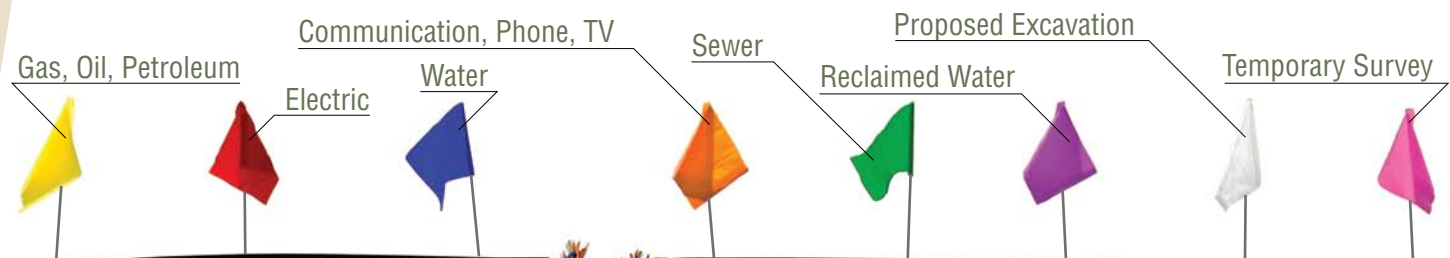 Gas, Oil, Petroleum
Electric
Water
Communication, Phone, TV
Sewer
Reclaimed Water
Proposed Excavation
Temporary Survey